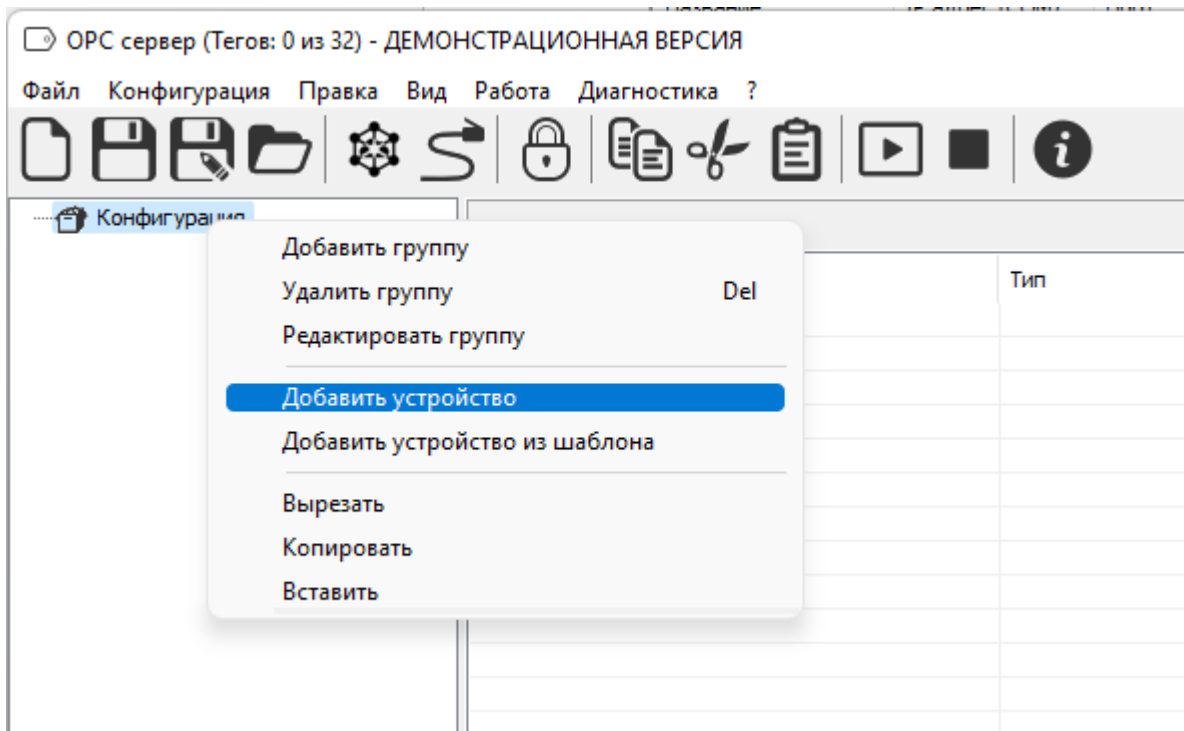 ОРС сервер (Тегов: 0 из 32) - ДЕМОНСТРАЦИОННАЯ ВЕРСИЯ
Файл Конфигурация Правка Вид Работа Диагностика ?
Конфигурация
Добавить группу
Тип
Удалить группу Del
Редактировать группу
Добавить устройство
Добавить устройство из шаблона
Вырезать
Копировать
Вставить